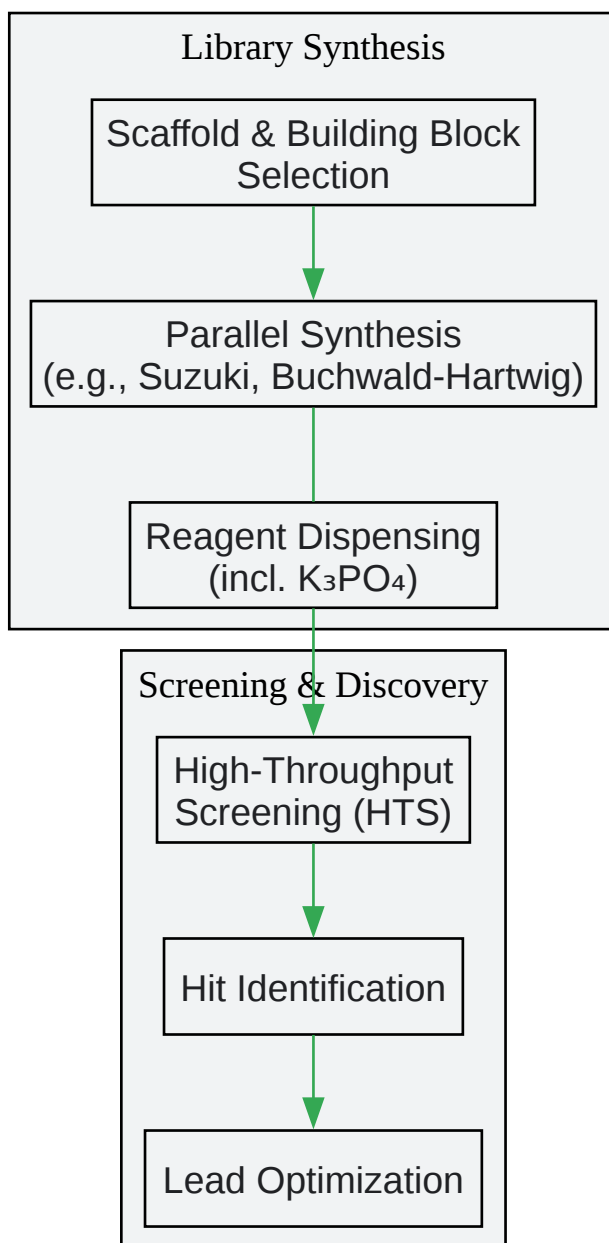 Library Synthesis
Scaffold & Building Block
Selection
Parallel Synthesis
(e.g., Suzuki, Buchwald-Hartwig)
Reagent Dispensing
(incl. K₃PO₄)
Screening & Discovery
High-Throughput
Screening (HTS)
Hit Identification
Lead Optimization